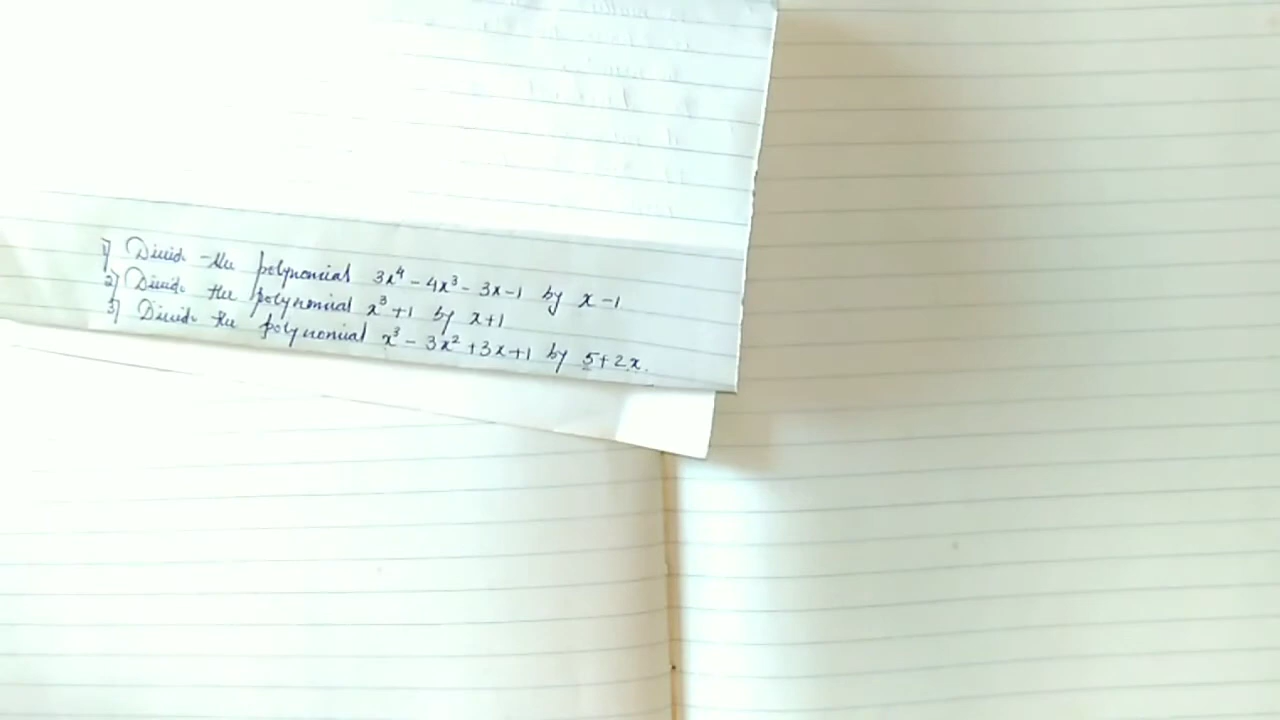 1) Divide the polynomial 3x⁴ - 4x³ - 3x - 1 by x - 1
2) Divide the polynomial x³ + 1 by x + 1
3) Divide the polynomial x³ - 3x² + 3x + 1 by 5 + 2x.